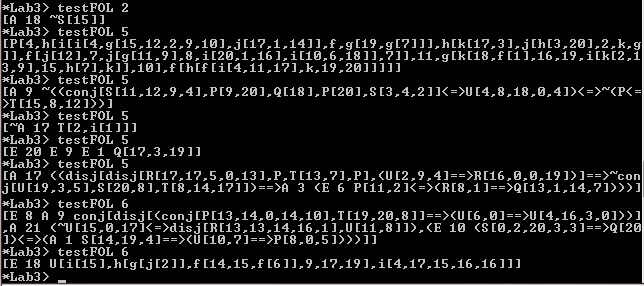 *Lab3> testFOL 2
[A 18 ~S[15]]
*Lab3> testFOL 5
[P[4,h[i[i[4,g[15,12,2,9,10],j[17,1,14]],f,g[19,g[7]]],h[k[17,3],j[h[3,20],2,k,g
]],f[j[12],7,j[g[11],9],8,i[20,1,16],i[10,6,18]],7]],11,g[k[18,f[1],16,19,i[k[2,1
3,9],15,h[7],k]],10],f[h[f[i[4,11,17],k,19,20]]]]]]
*Lab3> testFOL 5
[A 9 ~((conj[S[11,12,9,4],P[9,20],Q[18],P[20],S[3,4,2]]<=>U[4,8,18,0,4])<=>~(P<=
>T[15,8,12]))]
*Lab3> testFOL 5
[~A 17 T[2,i[1]]]
*Lab3> testFOL 5
[E 20 E 9 E 1 Q[17,3,19]]
*Lab3> testFOL 5
[A 17 ((disj[disj[R[17,17,5,0,13],P,T[13,7],P],(U[2,9,4]==>R[16,0,0,19])]==>~con
j[U[19,3,5],S[20,8],T[8,14,17]])==>A 3 (E 6 P[11,2]<=>(R[8,1]==>Q[13,1,14,7])))]
*Lab3> testFOL 6
[E 8 A 9 conj[disj[(conj[P[13,14,0,14,10],T[19,20,8]]==>(U[6,0]==>U[4,16,3,0]))]
,A 21 (~U[15,0,17]<=>disj[R[13,13,14,16,1],U[11,8]]),(E 10 (S[0,2,20,3,3]==>Q[20
])<=>(A 1 S[14,19,4]==>(U[10,7]==>P[8,0,5])))]]
*Lab3> testFOL 6
[E 18 U[i[15],h[g[j[2]],f[14,15,f[6]],9,17,19],i[4,17,15,16,16]]]
*Lab3> _